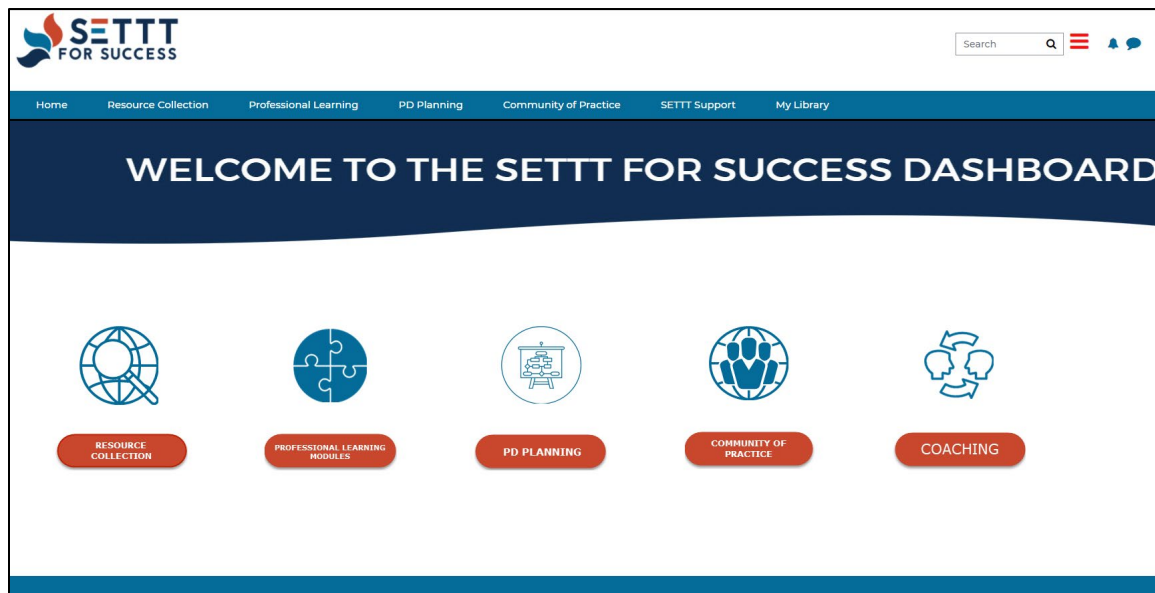 SETTT
FOR SUCCESS
Search
Home Resource Collection Professional Learning PD Planning Community of Practice SETTT Support My Library
WELCOME TO THE SETTT FOR SUCCESS DASHBOARD
RESOURCE
COLLECTION
PROFESSIONAL LEARNING
MODULES
PD PLANNING
COMMUNITY OF
PRACTICE
COACHING